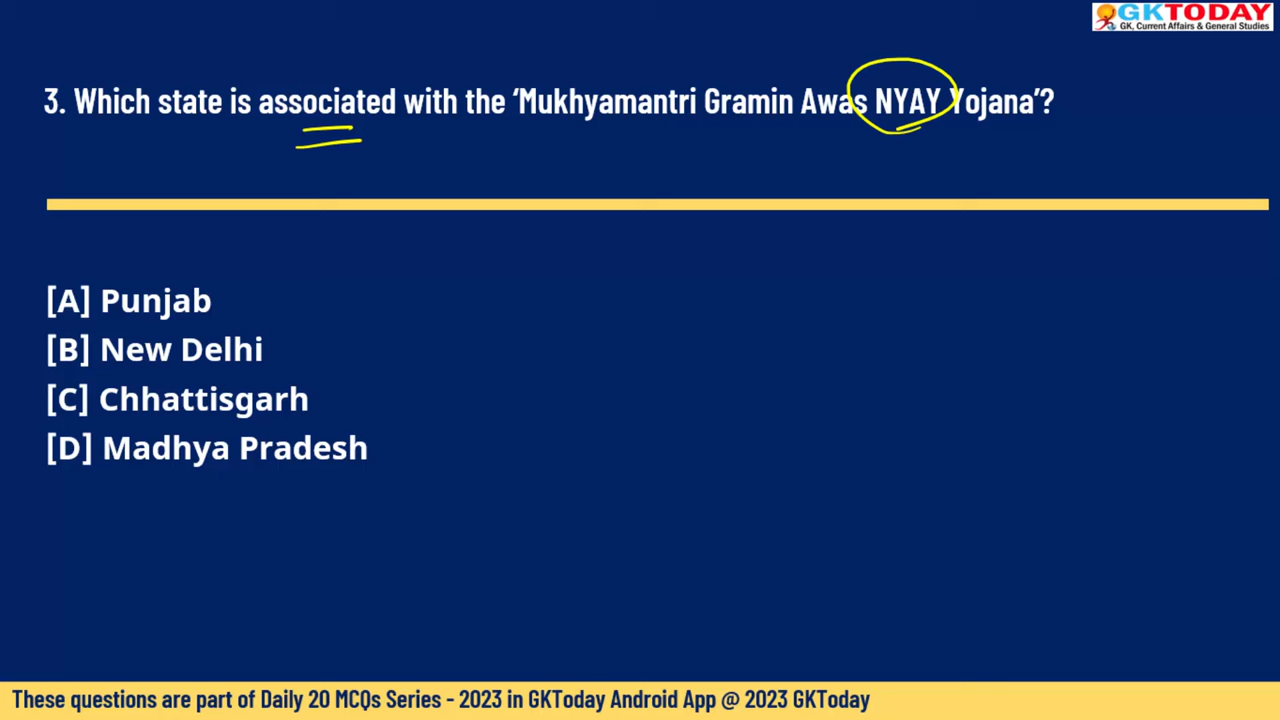 GKTODAY
GK, Current Affairs & General Studies
3. Which state is associated with the ‘Mukhyamantri Gramin Awas NYAY Yojana’?
[A] Punjab
[B] New Delhi
[C] Chhattisgarh
[D] Madhya Pradesh
These questions are part of Daily 20 MCQs Series - 2023 in GKToday Android App @ 2023 GKToday